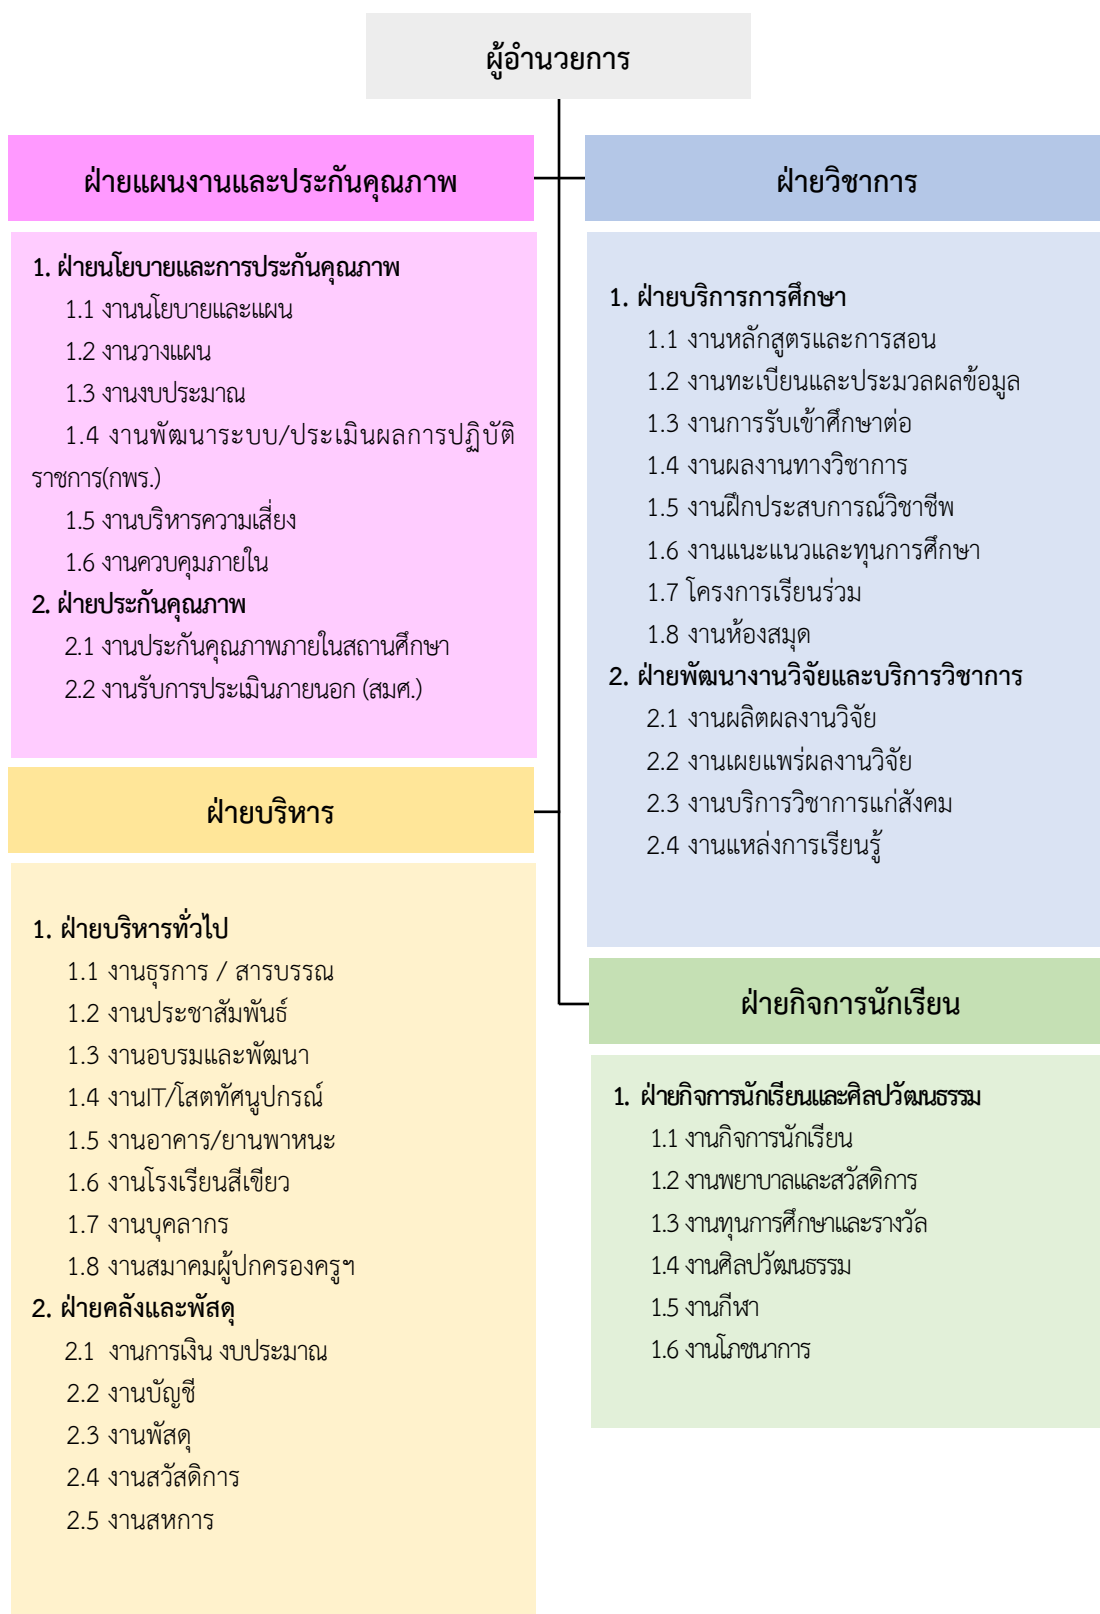 ผู้อำนวยการ
ฝ่ายแผนงานและประกันคุณภาพ
1. ฝ่ายนโยบายและการประกันคุณภาพ
1.1 งานนโยบายและแผน
1.2 งานวางแผน
1.3 งานงบประมาณ
1.4 งานพัฒนาระบบ/ประเมินผลการปฏิบัติ
ราชการ(กพร.)
1.5 งานบริหารความเสี่ยง
1.6 งานควบคุมภายใน
2. ฝ่ายประกันคุณภาพ
2.1 งานประกันคุณภาพภายในสถานศึกษา
2.2 งานรับการประเมินภายนอก (สมศ.)
ฝ่ายวิชาการ
1. ฝ่ายบริการการศึกษา
1.1 งานหลักสูตรและการสอน
1.2 งานทะเบียนและประมวลผลข้อมูล
1.3 งานการรับเข้าศึกษาต่อ
1.4 งานผลงานทางวิชาการ
1.5 งานฝึกประสบการณ์วิชาชีพ
1.6 งานแนะแนวและทุนการศึกษา
1.7 โครงการเรียนร่วม
1.8 งานห้องสมุด
2. ฝ่ายพัฒนางานวิจัยและบริการวิชาการ
2.1 งานผลิตผลงานวิจัย
2.2 งานเผยแพร่ผลงานวิจัย
2.3 งานบริการวิชาการแก่สังคม
2.4 งานแหล่งการเรียนรู้
ฝ่ายบริหาร
1. ฝ่ายบริหารทั่วไป
1.1 งานธุรการ / สารบรรณ
1.2 งานประชาสัมพันธ์
1.3 งานอบรมและพัฒนา
1.4 งานIT/โสตทัศนูปกรณ์
1.5 งานอาคาร/ยานพาหนะ
1.6 งานโรงเรียนสีเขียว
1.7 งานบุคลากร
1.8 งานสมาคมผู้ปกครองครูฯ
2. ฝ่ายคลังและพัสดุ
2.1 งานการเงิน งบประมาณ
2.2 งานบัญชี
2.3 งานพัสดุ
2.4 งานสวัสดิการ
2.5 งานสหการ
ฝ่ายกิจการนักเรียน
1. ฝ่ายกิจการนักเรียนและศิลปวัฒนธรรม
1.1 งานกิจการนักเรียน
1.2 งานพยาบาลและสวัสดิการ
1.3 งานทุนการศึกษาและรางวัล
1.4 งานศิลปวัฒนธรรม
1.5 งานกีฬา
1.6 งานโภชนาการ